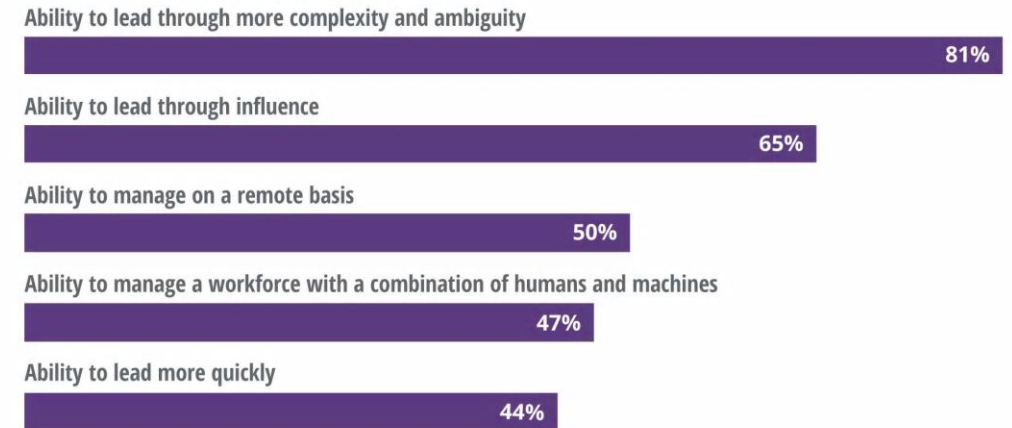 Ability to lead through more complexity and ambiguity
81%
Ability to lead through influence
65%
Ability to manage on a remote basis
50%
Ability to manage a workforce with a combination of humans and machines
47%
Ability to lead more quickly
44%